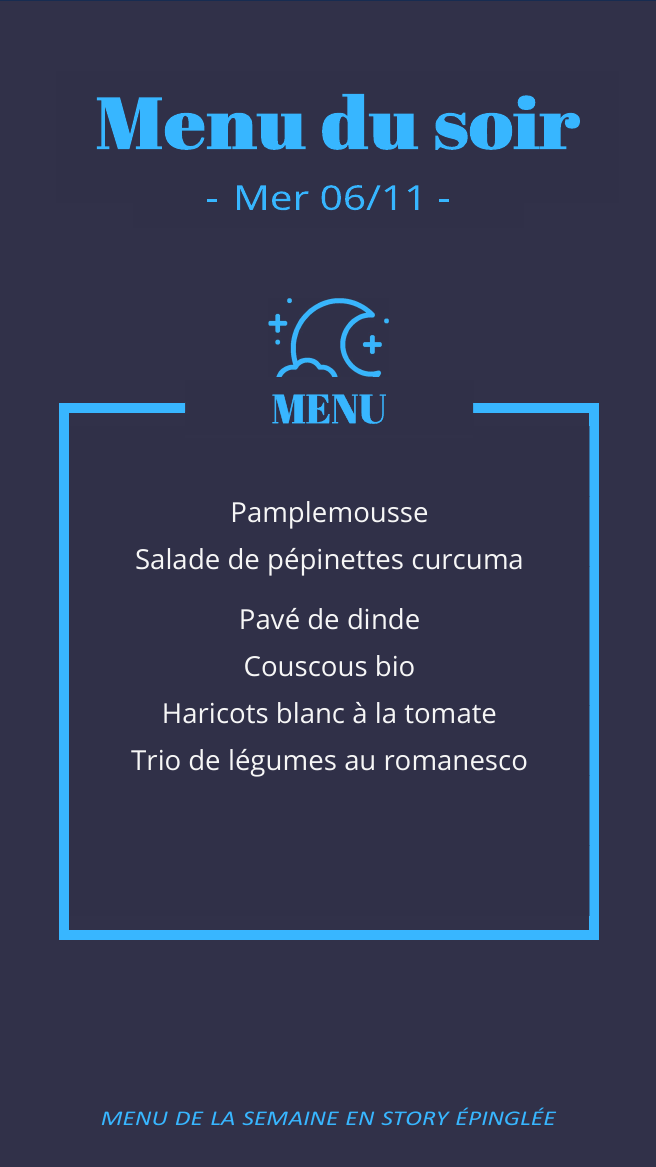 Menu du soir
- Mer 06/11 -
MENU
Pamplemousse
Salade de pépinettes curcuma
Pavé de dinde
Couscous bio
Haricots blanc à la tomate
Trio de légumes au romanesco
MENU DE LA SEMAINE EN STORY ÉPINGLÉE